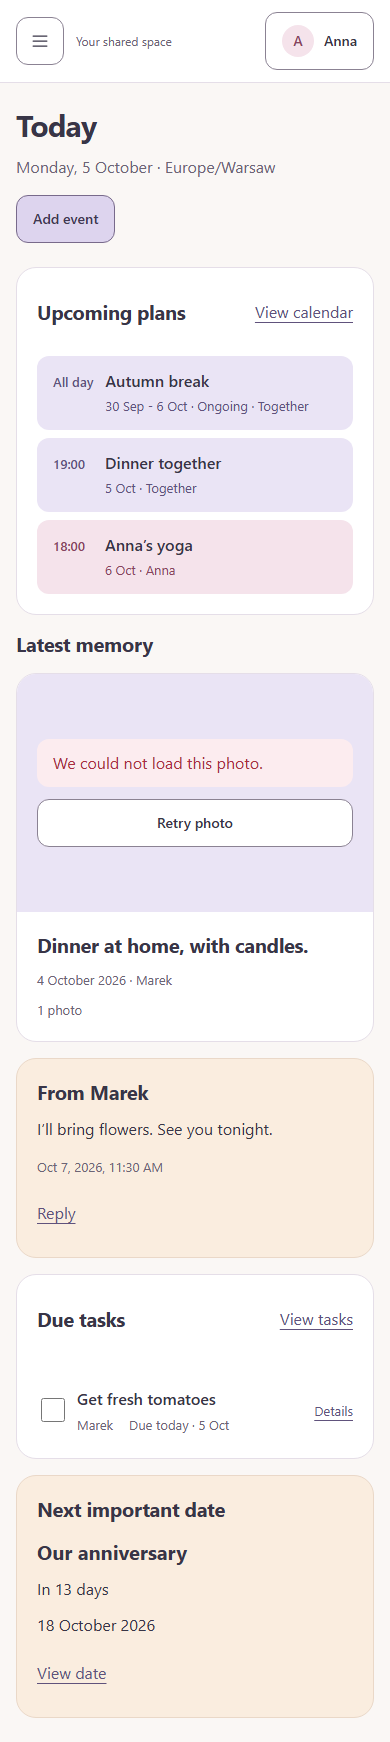 Your shared space
A
Anna
Today
Monday, 5 October · Europe/Warsaw
Add event
Upcoming plans
View calendar
All day
Autumn break
30 Sep - 6 Oct · Ongoing · Together
19:00
Dinner together
5 Oct · Together
18:00
Anna's yoga
6 Oct · Anna
Latest memory
We could not load this photo.
Retry photo
Dinner at home, with candles.
4 October 2026 · Marek
1 photo
From Marek
I'll bring flowers. See you tonight.
Oct 7, 2026, 11:30 AM
Reply
Due tasks
View tasks
Get fresh tomatoes
Marek Due today · 5 Oct
Details
Next important date
Our anniversary
In 13 days
18 October 2026
View date